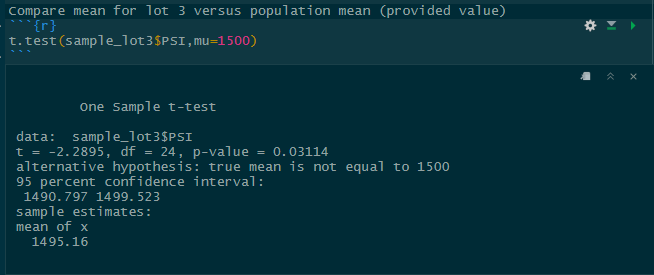 Compare mean for lot 3 versus population mean (provided value)
```{r}
t.test(sample_lot3$PSI,mu=1500)
```
One Sample t-test
data:  sample_lot3$PSI
t = -2.2895, df = 24, p-value = 0.03114
alternative hypothesis: true mean is not equal to 1500
95 percent confidence interval:
1490.797 1499.523
sample estimates:
mean of x
1495.16